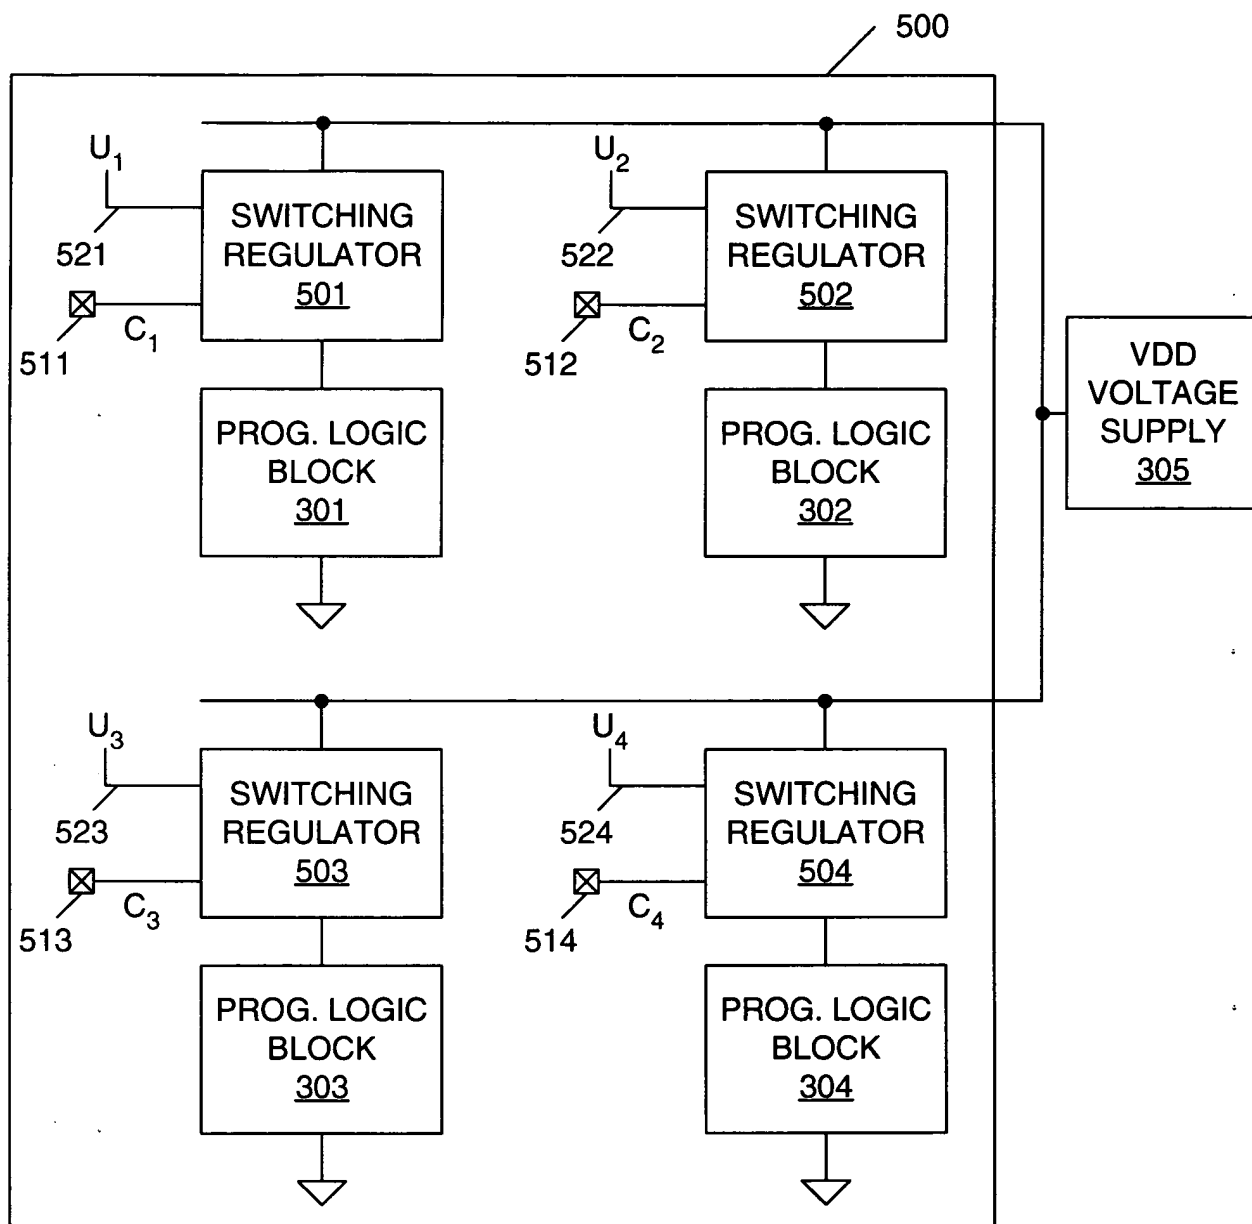 500
U1
U2
SWITCHING
REGULATOR
501
521
C1
511
SWITCHING
REGULATOR
502
522
C2
512
VDD
VOLTAGE
SUPPLY
305
PROG. LOGIC
BLOCK
301
PROG. LOGIC
BLOCK
302
U3
U4
SWITCHING
REGULATOR
503
523
C3
513
SWITCHING
REGULATOR
504
524
C4
514
PROG. LOGIC
BLOCK
303
PROG. LOGIC
BLOCK
304